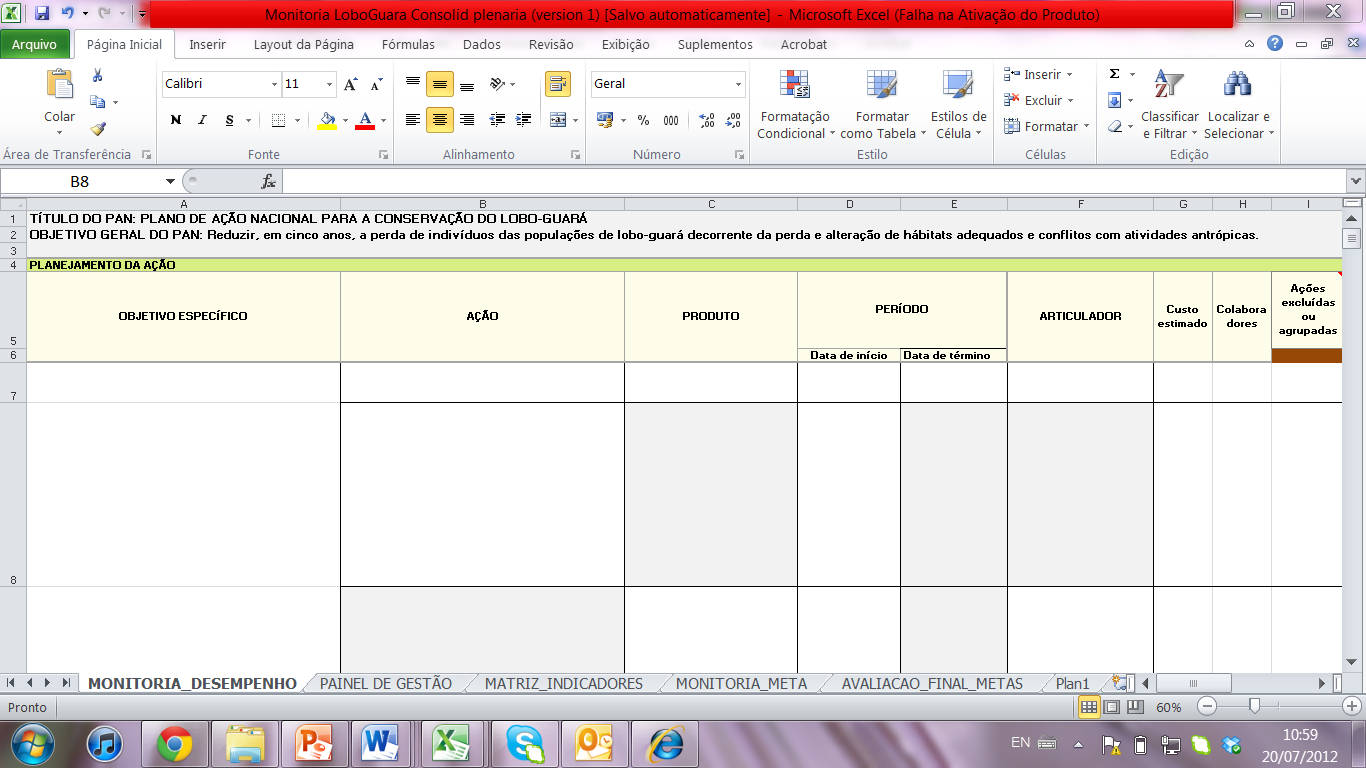 Monitoria LoboGuara Consolid plenaria (version 1) [Salvo automaticamente] - Microsoft Excel (Falha na Ativação do Produto)
Arquivo Página Inicial Inserir Layout da Página Fórmulas Dados Revisão Exibição Suplementos Acrobat
Colar
Área de Transferência
Calibri 11
N I S A
Fonte
Alinhamento
Geral
% 000
Número
Formatação Condicional
Formatar como Tabela
Estilos de Célula
Estilo
Inserir
Excluir
Formatar
Células
Classificar e Filtrar
Localizar e Selecionar
Edição
B8 fx
A B C D E F G H I
1 TÍTULO DO PAN: PLANO DE AÇÃO NACIONAL PARA A CONSERVAÇÃO DO LOBO-GUARÁ
2 OBJETIVO GERAL DO PAN: Reduzir, em cinco anos, a perda de indivíduos das populações de lobo-guará decorrente da perda e alteração de hábitats adequados e conflitos com atividades antrópicas.
3
4 PLANEJAMENTO DA AÇÃO
5
OBJETIVO ESPECÍFICO
AÇÃO
PRODUTO
PERÍODO
ARTICULADOR
Custo
estimado
Colabora
dores
Ações
excluídas
ou
agrupadas
6 Data de início Data de término
7
8
MONITORIA_DESEMPENHO PAINEL DE GESTÃO MATRIZ_INDICADORES MONITORIA_META AVALIACAO_FINAL_METAS Plan1
Pronto 60%
EN
10:59
20/07/2012